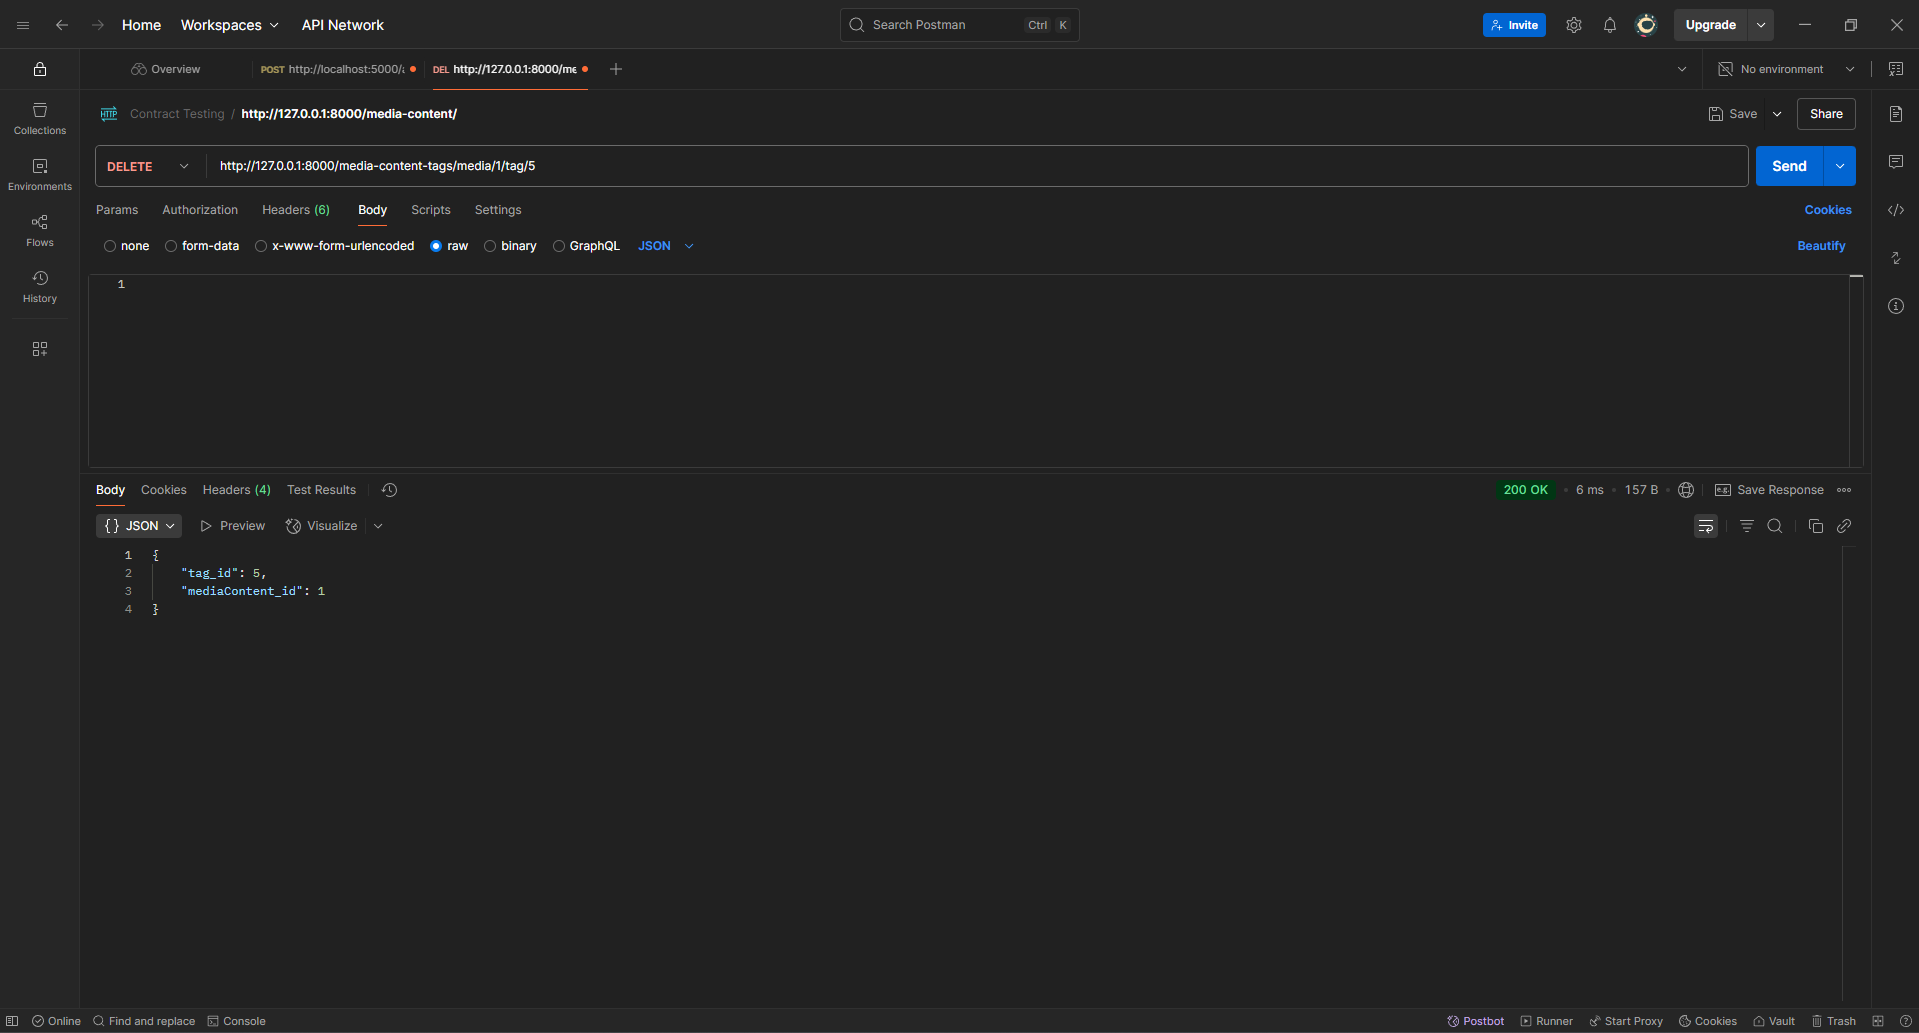 Home Workspaces API Network Search Postman Ctrl K Invite Upgrade
Overview POST http://localhost:5000/ DEL http://127.0.0.1:8000/me No environment
HTTP Contract Testing / http://127.0.0.1:8000/media-content/ Save Share
Collections
DELETE http://127.0.0.1:8000/media-content-tags/media/1/tag/5 Send
Environments
Params Authorization Headers (6) Body Scripts Settings Cookies
Flows
none form-data x-www-form-urlencoded raw binary GraphQL JSON Beautify
History
1
Body Cookies Headers (4) Test Results 200 OK • 6 ms • 157 B • e.g. Save Response
{} JSON Preview Visualize
1 {
2 "tag_id": 5,
3 "mediaContent_id": 1
4 }
Online Find and replace Console Postbot Runner Start Proxy Cookies Vault Trash